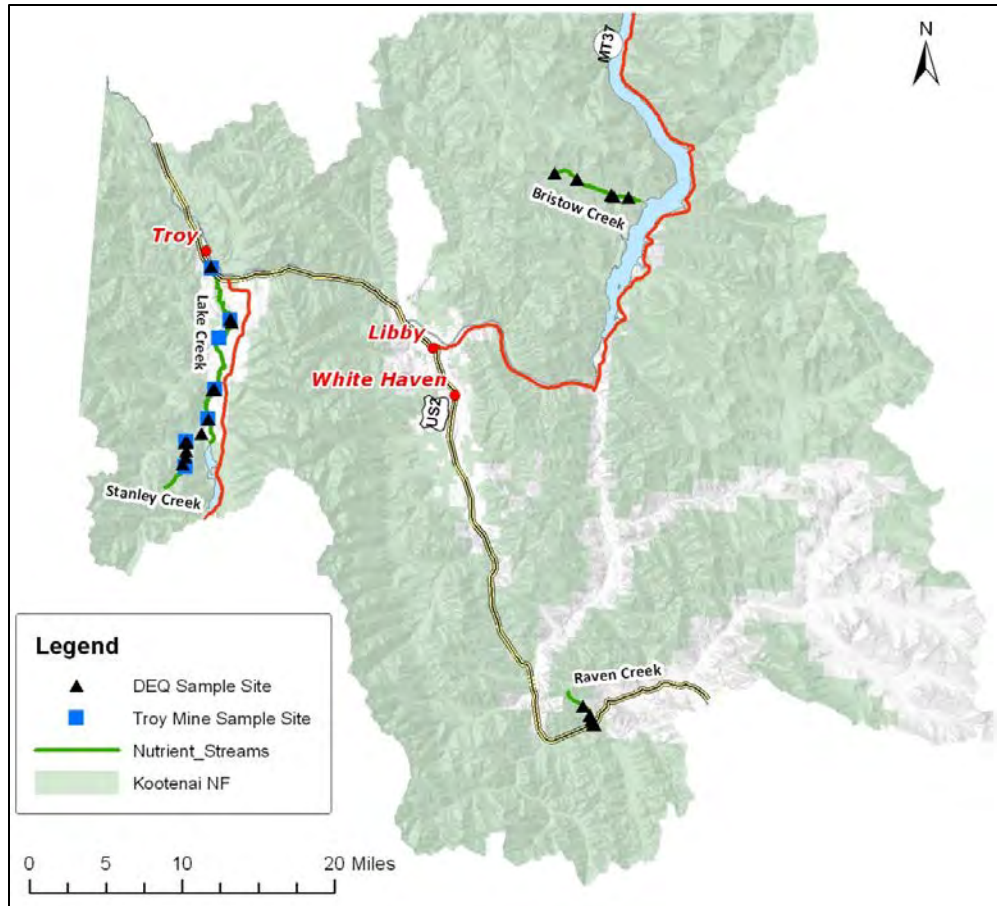 N
MT37
Bristow Creek
Troy
Lake Creek
Libby
White Haven
US2
Stanley Creek
Raven Creek
Legend
DEQ Sample Site
Troy Mine Sample Site
Nutrient_Streams
Kootenai NF
0 5 10 20 Miles